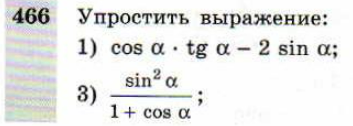 466 Упростить выражение:
1) cos α · tg α − 2 sin α;
3) sin² α / 1 + cos α ;